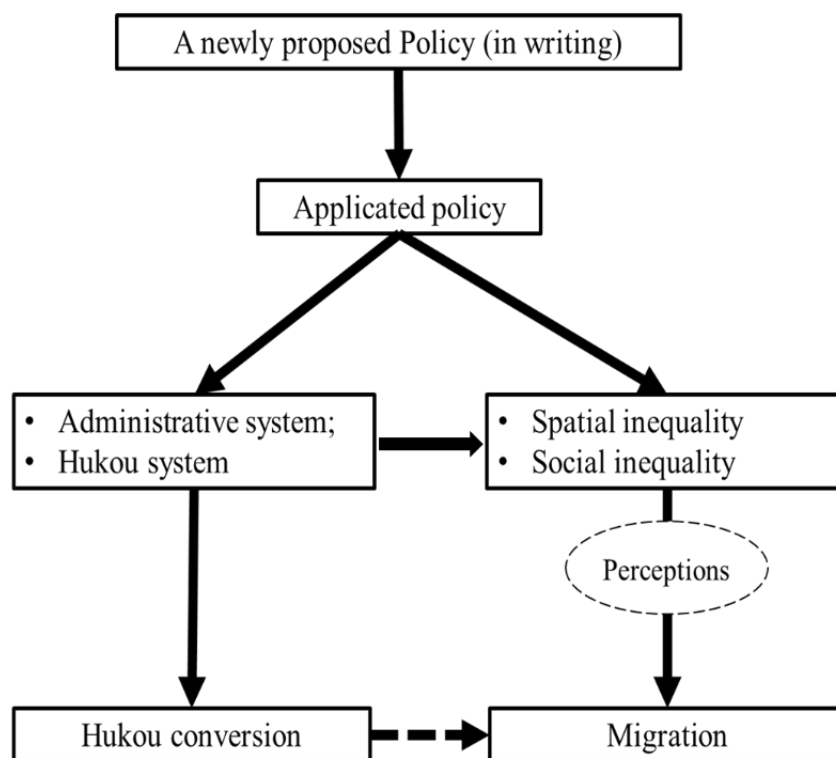 A newly proposed Policy (in writing)
Applicated policy
• Administrative system;
• Hukou system
• Spatial inequality
• Social inequality
Perceptions
Hukou conversion
Migration